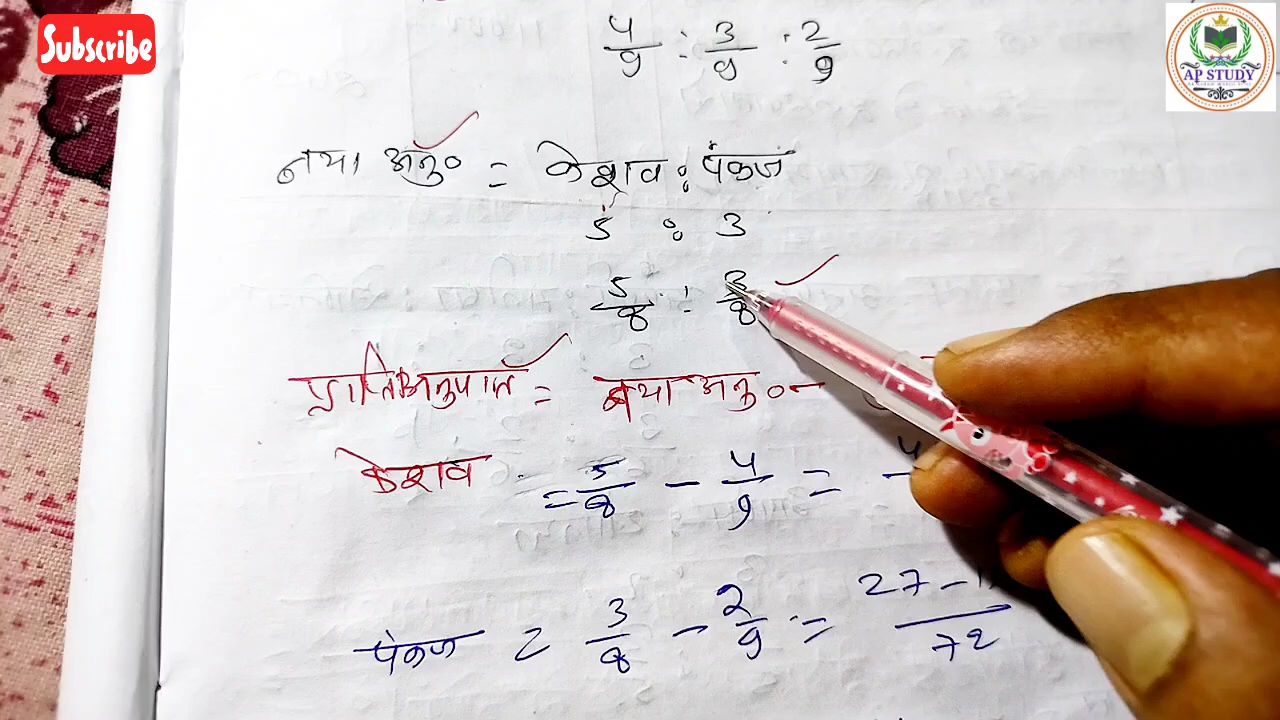 Subscribe
AP STUDY
4/9 : 3/9 : 2/9
नया अनु० = केशव : पंकज
5 : 3
5/8 : 3/8
प्राप्तिअनुपात = नया अनु० -
केशव = 5/8 - 4/9 =
पंकज = 3/8 - 2/9 = 27 - / 72